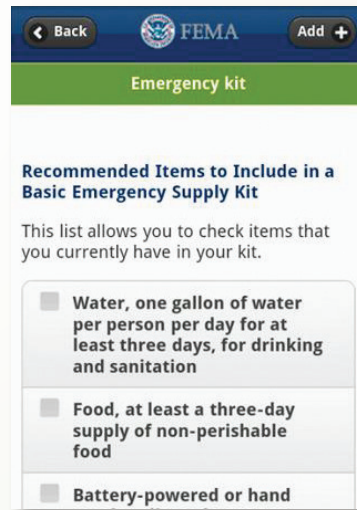 Back
FEMA
Add
Emergency kit
Recommended Items to Include in a
Basic Emergency Supply Kit
This list allows you to check items that
you currently have in your kit.
Water, one gallon of water
per person per day for at
least three days, for drinking
and sanitation
Food, at least a three-day
supply of non-perishable
food
Battery-powered or hand